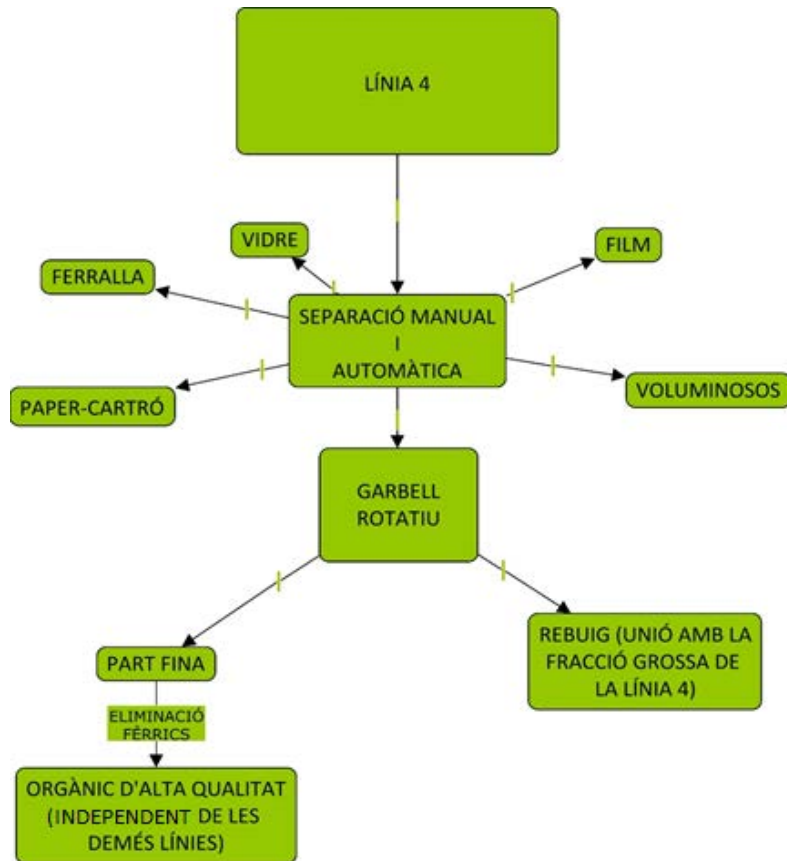 LÍNIA 4
VIDRE
FILM
FERRALLA
SEPARACIÓ MANUAL
I
AUTOMÀTICA
PAPER-CARTRÓ
VOLUMINOSOS
GARBELL
ROTATIU
PART FINA
REBUIG (UNIÓ AMB LA
FRACCIÓ GROSSA DE
LA LÍNIA 4)
ELIMINACIÓ
FÈRRICS
ORGÀNIC D'ALTA QUALITAT
(INDEPENDENT DE LES
DEMÉS LÍNIES)